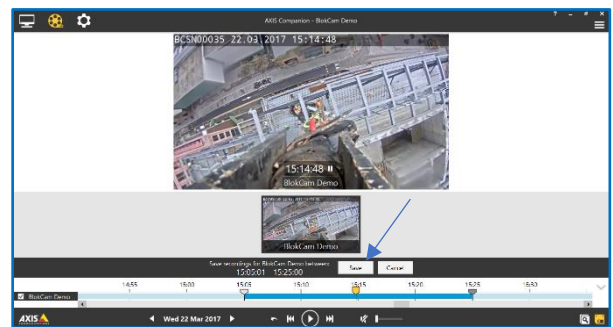 AXIS Companion - BlokCam Demo
BCSN00035 22.03.2017 15:14:48
15:14:48
BlokCam Demo
BlokCam Demo
Save recordings for BlokCam Demo between:
15:05:01 15:25:00
Save Cancel
14:55 15:00 15:05 15:10 15:15 15:20 15:25 15:30
BlokCam Demo
AXIS
Wed 22 Mar 2017